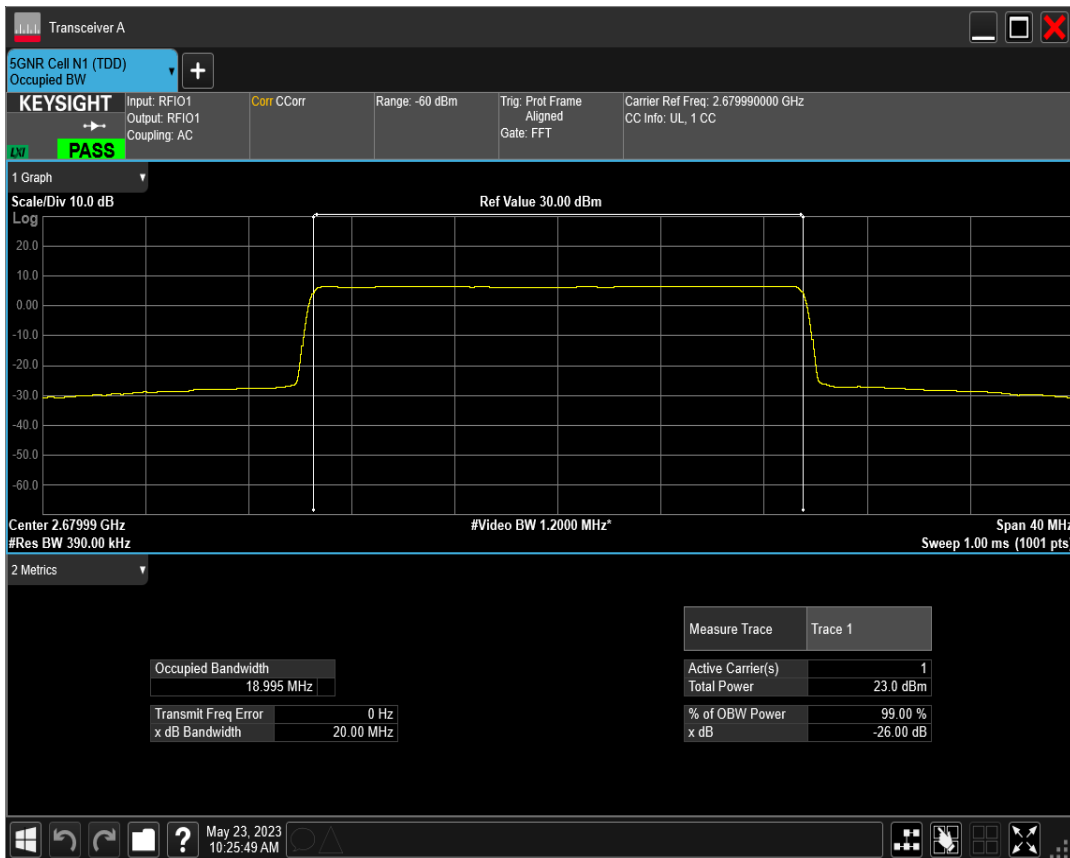 Transceiver A
5GNR Cell N1 (TDD)
Occupied BW
+
KEYSIGHT
LXI
PASS
Input: RFIO1
Output: RFIO1
Coupling: AC
Corr CCorr
Range: -60 dBm
Trig: Prot Frame
Aligned
Gate: FFT
Carrier Ref Freq: 2.679990000 GHz
CC Info: UL, 1 CC
1 Graph
Scale/Div 10.0 dB
Ref Value 30.00 dBm
Log
20.0
10.0
0.00
-10.0
-20.0
-30.0
-40.0
-50.0
-60.0
Center 2.67999 GHz
#Video BW 1.2000 MHz*
Span 40 MHz
#Res BW 390.00 kHz
Sweep 1.00 ms (1001 pts)
2 Metrics
Measure Trace Trace 1
Occupied Bandwidth
18.995 MHz
Active Carrier(s) 1
Total Power 23.0 dBm
Transmit Freq Error 0 Hz
x dB Bandwidth 20.00 MHz
% of OBW Power 99.00 %
x dB -26.00 dB
?
May 23, 2023
10:25:49 AM